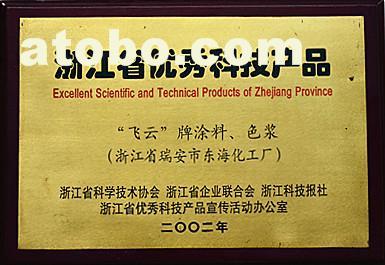 atobo.com
浙江省优秀科技产品
Excellent Scientific and Technical Products of Zhejiang Province
“飞云”牌涂料、色浆
(浙江省瑞安市东海化工厂)
浙江省科学技术协会 浙江省企业联合会 浙江科技报社
浙江省优秀科技产品宣传活动办公室
二〇〇二年